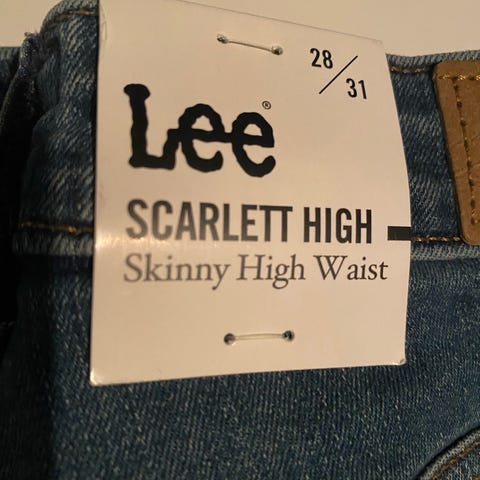 28/31
Lee®
SCARLETT HIGH
Skinny High Waist